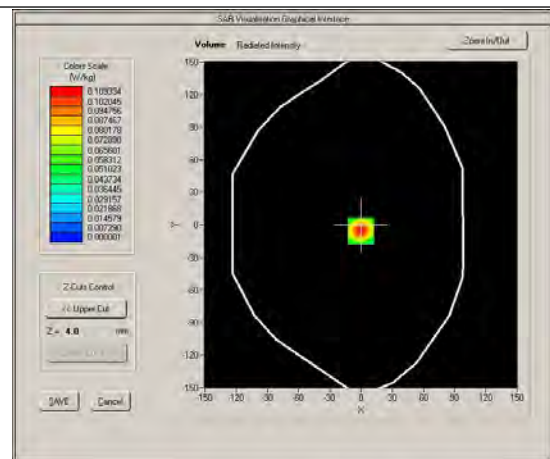 SAR Visualisation Graphical Interface
Volume Radiated Intensity
Zoom In/Out
Colors Scale
(W/kg)
0.109334
0.102045
0.094756
0.087467
0.080178
0.072890
0.065601
0.058312
0.051023
0.043734
0.036445
0.029157
0.021868
0.014579
0.007290
0.000001
Z-Cuts Control
<< Upper Cut
Z = 4.0 mm
SAVE
Cancel
150
120
90
60
30
Y
0
-30
-60
-90
-120
-150
-150 -120 -90 -60 -30 0 30 60 90 120 150
X